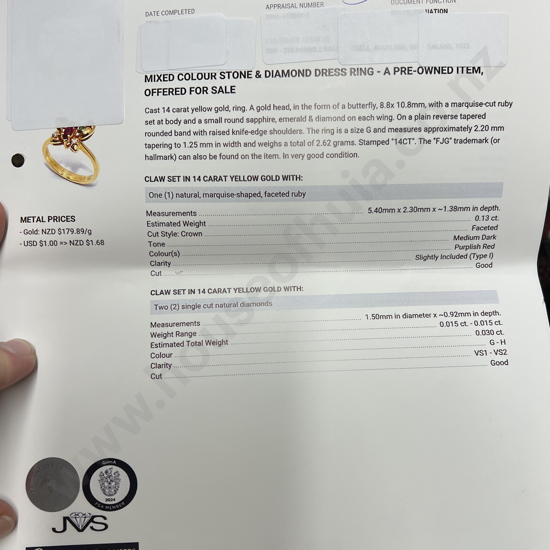 DATE COMPLETED
APPRAISAL NUMBER
DOCUMENT FUNCTION
MIXED COLOUR STONE & DIAMOND DRESS RING - A PRE-OWNED ITEM,
OFFERED FOR SALE
Cast 14 carat yellow gold, ring. A gold head, in the form of a butterfly, 8.8x 10.8mm, with a marquise-cut ruby
set at body and a small round sapphire, emerald & diamond on each wing. On a plain reverse tapered
rounded band with raised knife-edge shoulders. The ring is a size G and measures approximately 2.20 mm
tapering to 1.25 mm in width and weighs a total of 2.62 grams. Stamped "14CT". The "FJG" trademark (or
hallmark) can also be found on the item. In very good condition.
CLAW SET IN 14 CARAT YELLOW GOLD WITH:
One (1) natural, marquise-shaped, faceted ruby
Measurements 5.40mm x 2.30mm x ~1.38mm in depth.
Estimated Weight 0.13 ct.
Cut Style: Crown Faceted
Tone Medium Dark
Colour(s) Purplish Red
Clarity Slightly Included (Type I)
Cut Good
METAL PRICES
- Gold: NZD $179.89/g
- USD $1.00 => NZD $1.68
CLAW SET IN 14 CARAT YELLOW GOLD WITH:
Two (2) single cut natural diamonds
Measurements 1.50mm in diameter x ~0.92mm in depth.
Weight Range 0.015 ct. - 0.015 ct.
Estimated Total Weight 0.030 ct.
Colour G - H
Clarity VS1 - VS2
Cut Good
www.houseofhuia.co.nz
2024
JVS